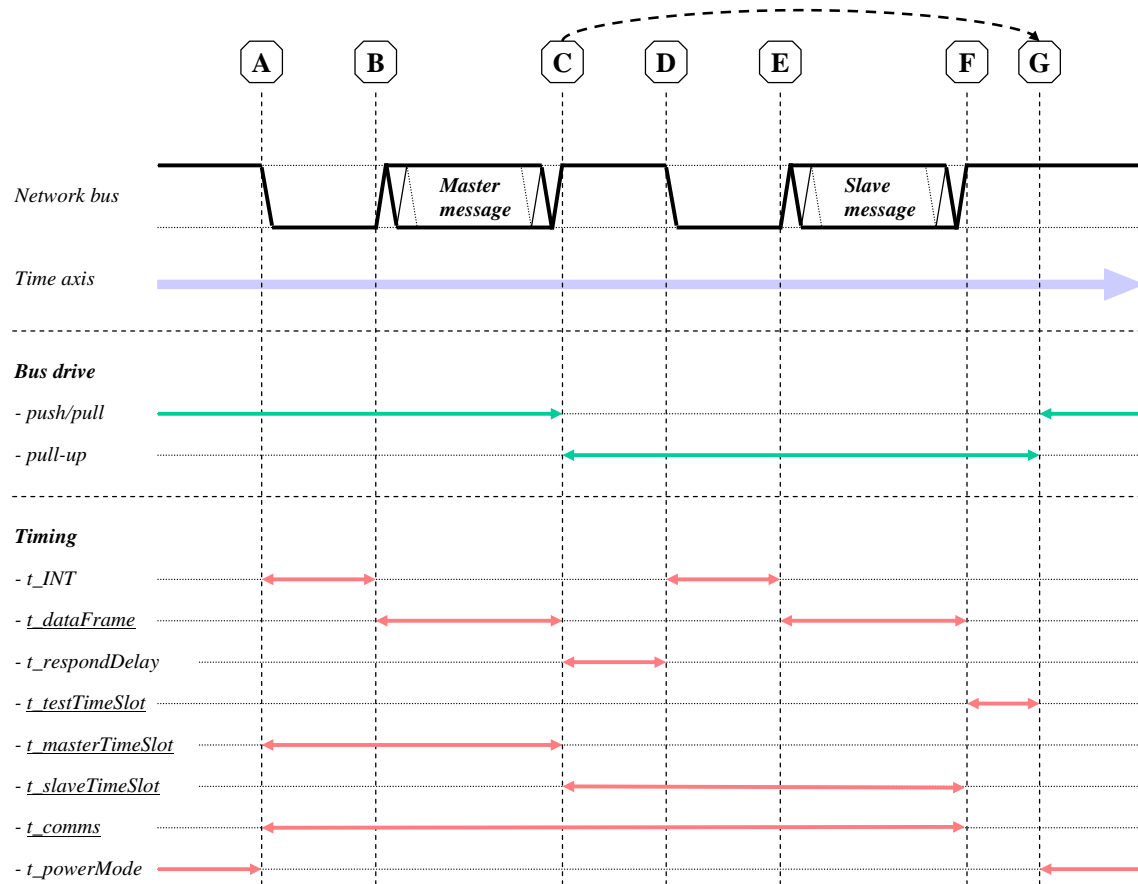 A B C D E F G
Network bus
Master
message
Slave
message
Time axis
Bus drive
- push/pull
- pull-up
Timing
- t_INT
- t_dataFrame
- t_respondDelay
- t_testTimeSlot
- t_masterTimeSlot
- t_slaveTimeSlot
- t_comms
- t_powerMode